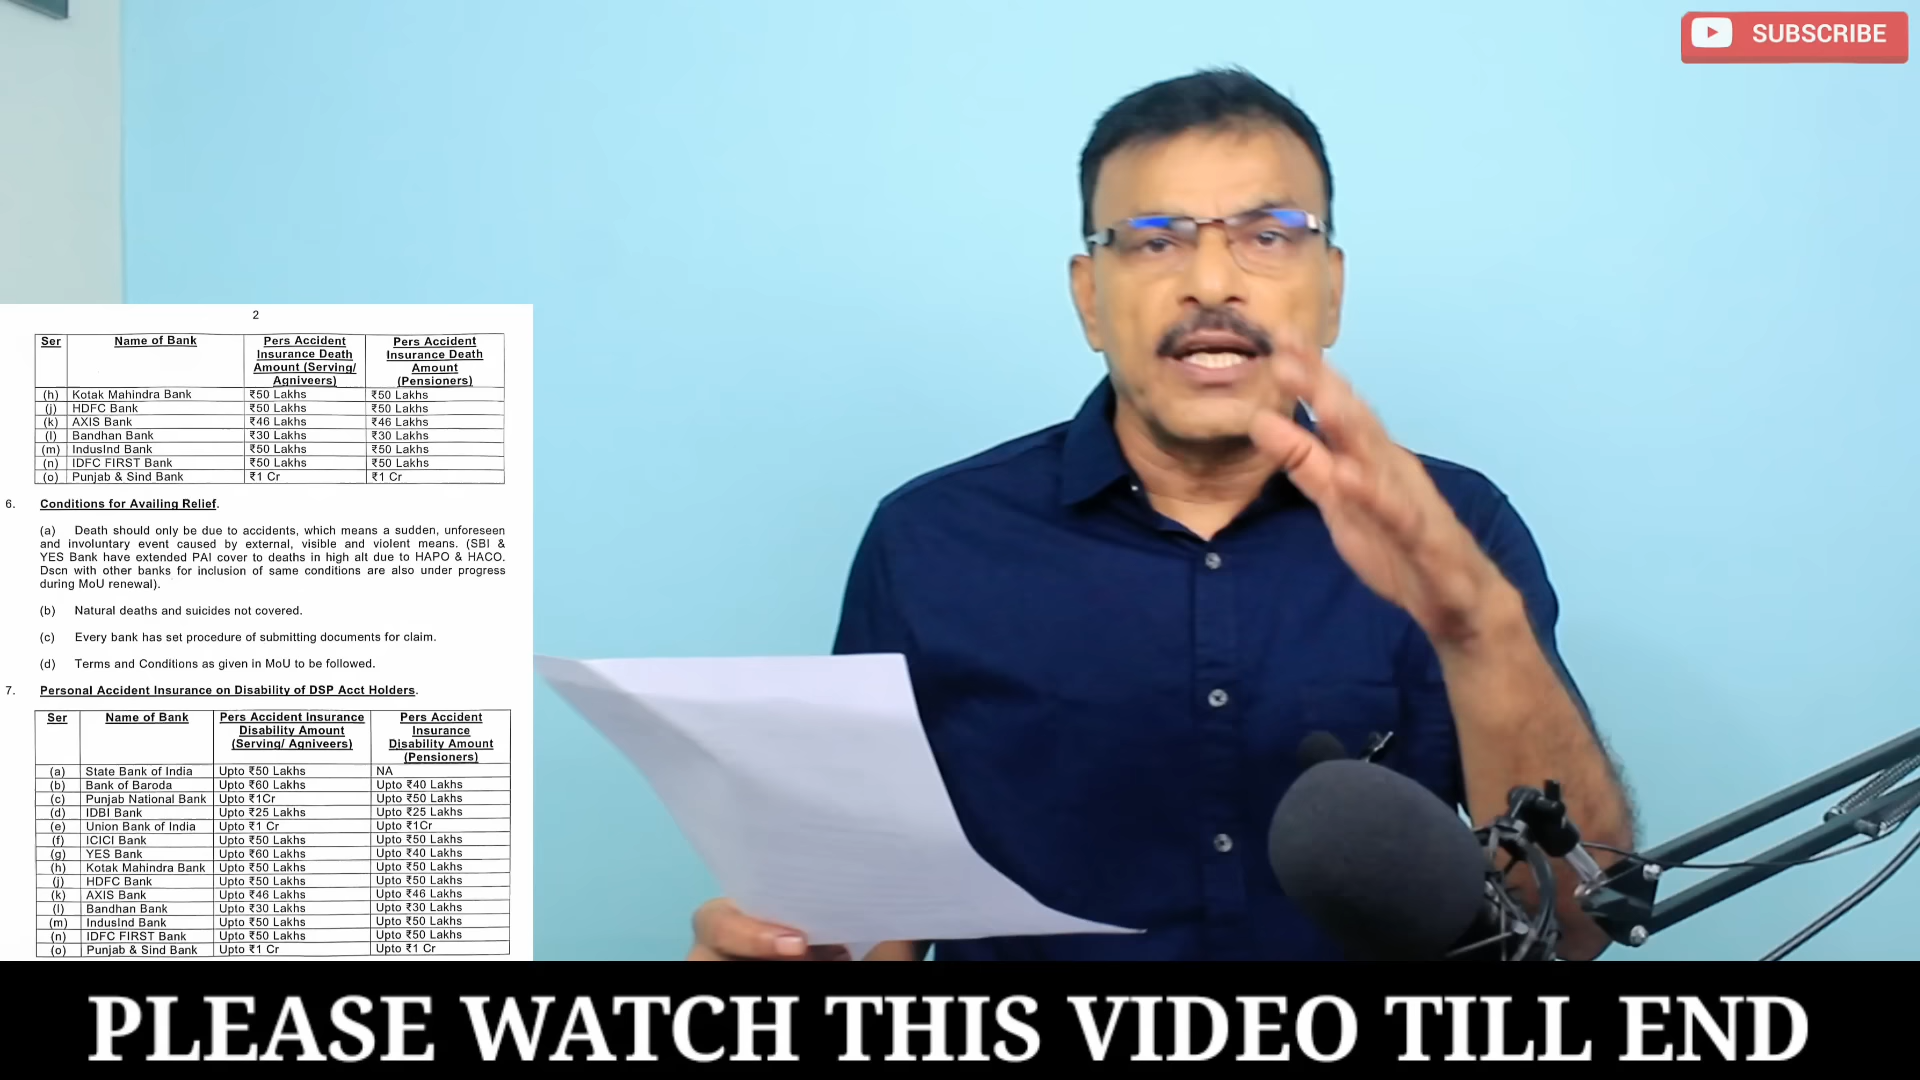 SUBSCRIBE
2
Ser Name of Bank Pers Accident Insurance Death Amount (Serving/ Agniveers) Pers Accident Insurance Death Amount (Pensioners)
(h) Kotak Mahindra Bank ₹50 Lakhs ₹50 Lakhs
(j) HDFC Bank ₹50 Lakhs ₹50 Lakhs
(k) AXIS Bank ₹46 Lakhs ₹46 Lakhs
(l) Bandhan Bank ₹30 Lakhs ₹30 Lakhs
(m) IndusInd Bank ₹50 Lakhs ₹50 Lakhs
(n) IDFC FIRST Bank ₹50 Lakhs ₹50 Lakhs
(o) Punjab & Sind Bank ₹1 Cr ₹1 Cr
6. Conditions for Availing Relief.
(a) Death should only be due to accidents, which means a sudden, unforeseen
and involuntary event caused by external, visible and violent means. (SBI &
YES Bank have extended PAI cover to deaths in high alt due to HAPO & HACO.
Dscn with other banks for inclusion of same conditions are also under progress
during MoU renewal).
(b) Natural deaths and suicides not covered.
(c) Every bank has set procedure of submitting documents for claim.
(d) Terms and Conditions as given in MoU to be followed.
7. Personal Accident Insurance on Disability of DSP Acct Holders.
Ser Name of Bank Pers Accident Insurance Disability Amount (Serving/ Agniveers) Pers Accident Insurance Disability Amount (Pensioners)
(a) State Bank of India Upto ₹50 Lakhs NA
(b) Bank of Baroda Upto ₹60 Lakhs Upto ₹40 Lakhs
(c) Punjab National Bank Upto ₹1Cr Upto ₹50 Lakhs
(d) IDBI Bank Upto ₹25 Lakhs Upto ₹25 Lakhs
(e) Union Bank of India Upto ₹1 Cr Upto ₹1Cr
(f) ICICI Bank Upto ₹50 Lakhs Upto ₹50 Lakhs
(g) YES Bank Upto ₹60 Lakhs Upto ₹40 Lakhs
(h) Kotak Mahindra Bank Upto ₹50 Lakhs Upto ₹50 Lakhs
(j) HDFC Bank Upto ₹50 Lakhs Upto ₹50 Lakhs
(k) AXIS Bank Upto ₹46 Lakhs Upto ₹46 Lakhs
(l) Bandhan Bank Upto ₹30 Lakhs Upto ₹30 Lakhs
(m) IndusInd Bank Upto ₹50 Lakhs Upto ₹50 Lakhs
(n) IDFC FIRST Bank Upto ₹50 Lakhs Upto ₹50 Lakhs
(o) Punjab & Sind Bank Upto ₹1 Cr Upto ₹1 Cr
PLEASE WATCH THIS VIDEO TILL END